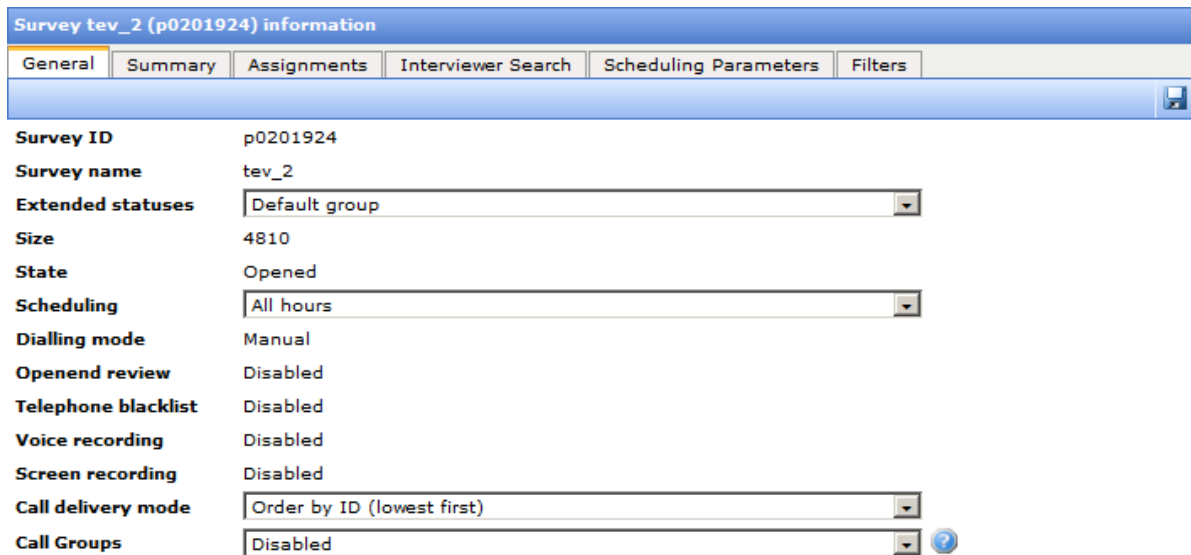 Survey tev_2 (p0201924) information
General Summary Assignments Interviewer Search Scheduling Parameters Filters
Survey ID p0201924
Survey name tev_2
Extended statuses Default group
Size 4810
State Opened
Scheduling All hours
Dialling mode Manual
Openend review Disabled
Telephone blacklist Disabled
Voice recording Disabled
Screen recording Disabled
Call delivery mode Order by ID (lowest first)
Call Groups Disabled ?